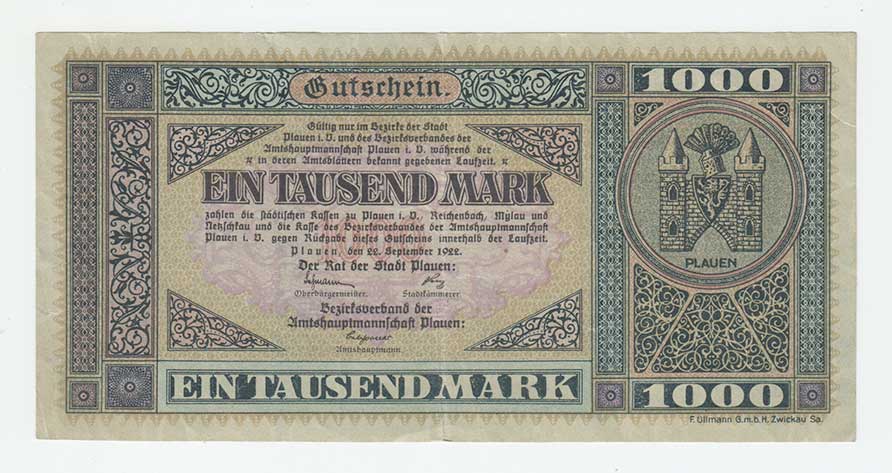 Gutschein.
Gültig nur im Bezirke der Stadt
Plauen i. V. und des Bezirksverbandes der
Amtshauptmannschaft Plauen i. V. während der
in deren Amtsblättern bekannt gegebenen Laufzeit.
EIN TAUSEND MARK
zahlen die städtischen Kassen zu Plauen i. V., Reichenbach, Mylau und
Netzschkau und die Kasse des Bezirksverbandes der Amtshauptmannschaft
Plauen i. V. gegen Rückgabe dieses Gutscheins innerhalb der Laufzeit.
Plauen, den 22. September 1922.
Der Rat der Stadt Plauen:
Oberbürgermeister. Stadtkämmerer
Bezirksverband der
Amtshauptmannschaft Plauen:
Amtshauptmann.
EIN TAUSEND MARK
1000
PLAUEN
1000
F. Ullmann G.m.b.H. Zwickau Sa.